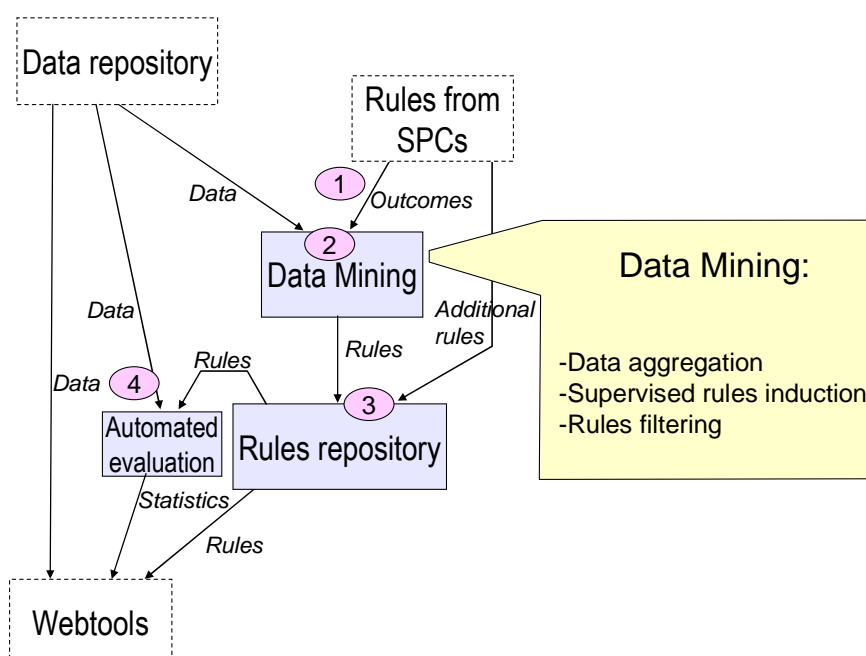 Data repository
Rules from
SPCs
1
Data
Outcomes
2
Data Mining
Data Mining:
Data
Additional
rules
Rules
-Data aggregation
-Supervised rules induction
-Rules filtering
Rules
Data
4
3
Automated
evaluation
Rules repository
Statistics
Rules
Webtools